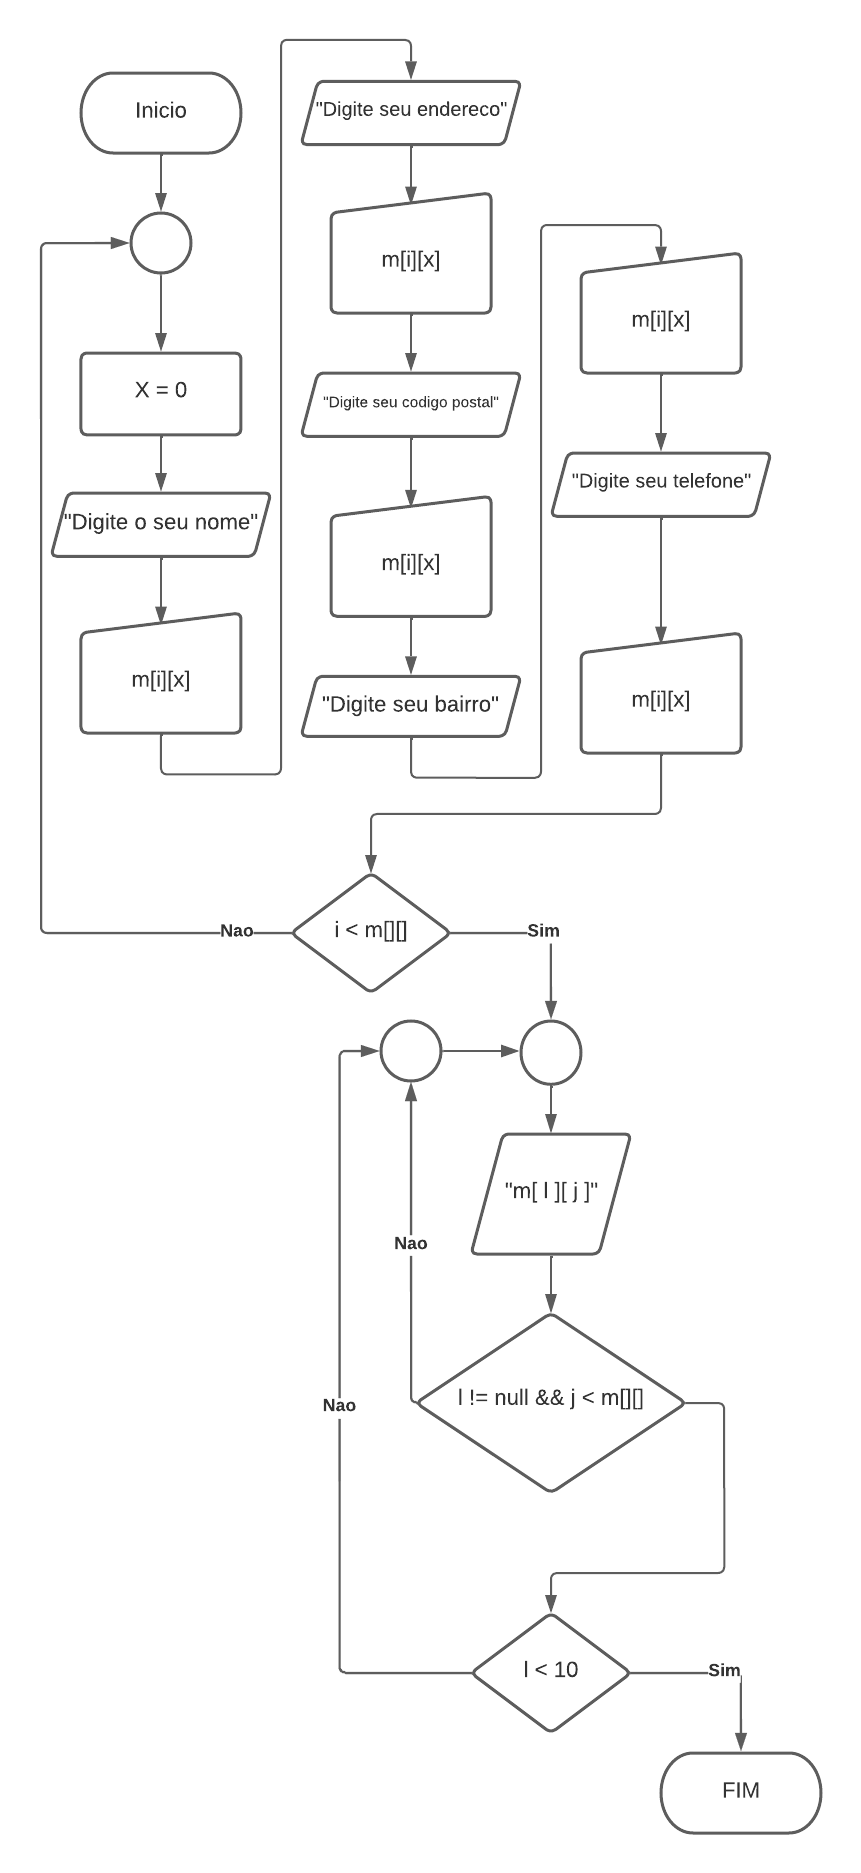 Inicio
X = 0
"Digite o seu nome"
m[i][x]
"Digite seu endereco"
m[i][x]
"Digite seu codigo postal"
m[i][x]
"Digite seu bairro"
m[i][x]
"Digite seu telefone"
m[i][x]
i < m[][]
Nao
Sim
"m[ l ][ j ]"
Nao
l != null && j < m[][]
Nao
l < 10
Sim
FIM